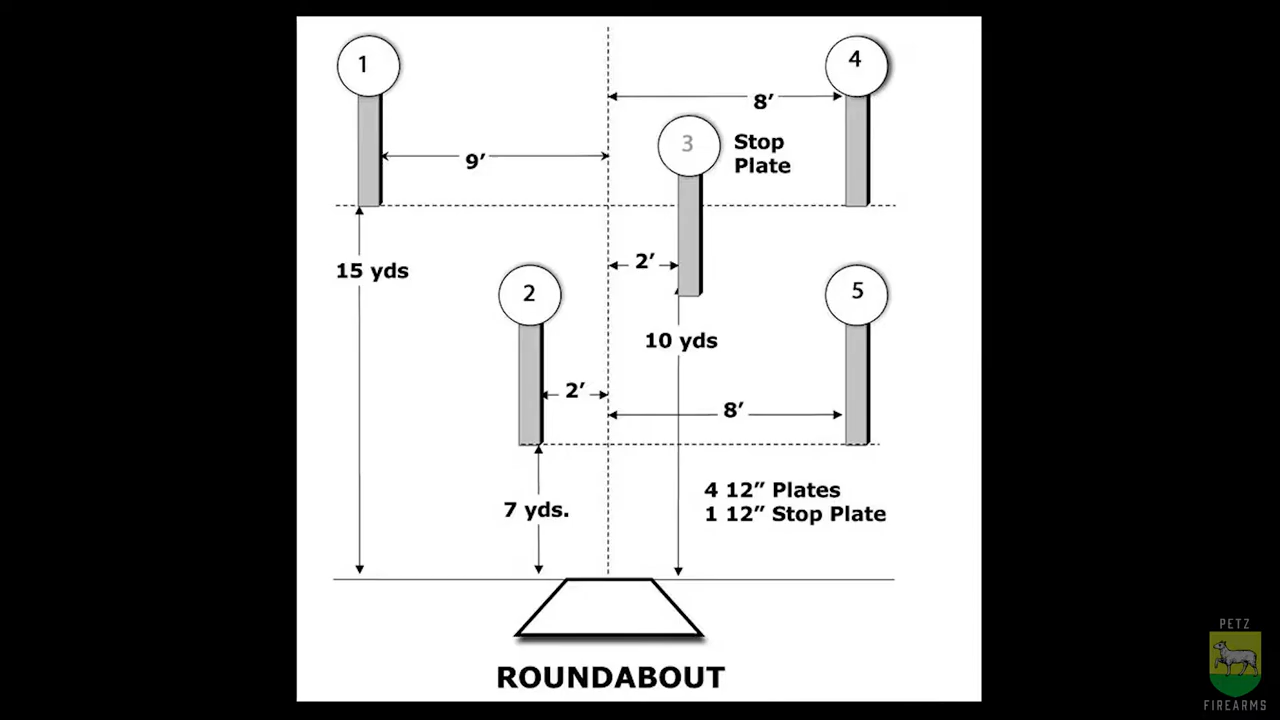 1
4
8’
3
Stop
Plate
9’
2’
15 yds
2
5
10 yds
2’
8’
4 12” Plates
1 12” Stop Plate
7 yds.
ROUNDABOUT
PETZ
FIREARMS